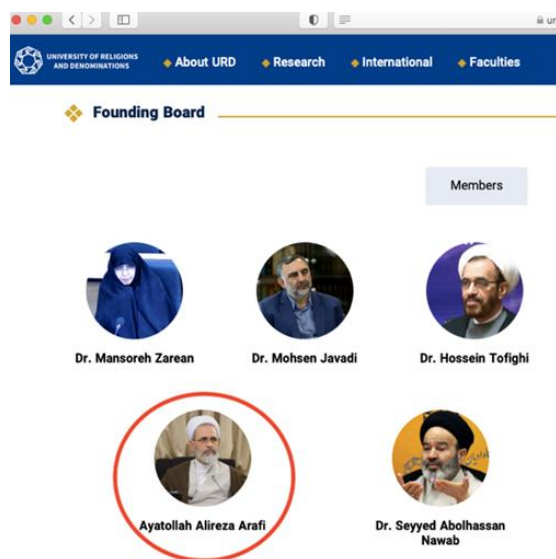 ur
UNIVERSITY OF RELIGIONS
AND DENOMINATIONS
About URD
Research
International
Faculties
Founding Board
Members
Dr. Mansoreh Zarean
Dr. Mohsen Javadi
Dr. Hossein Tofighi
Ayatollah Alireza Arafi
Dr. Seyyed Abolhassan
Nawab